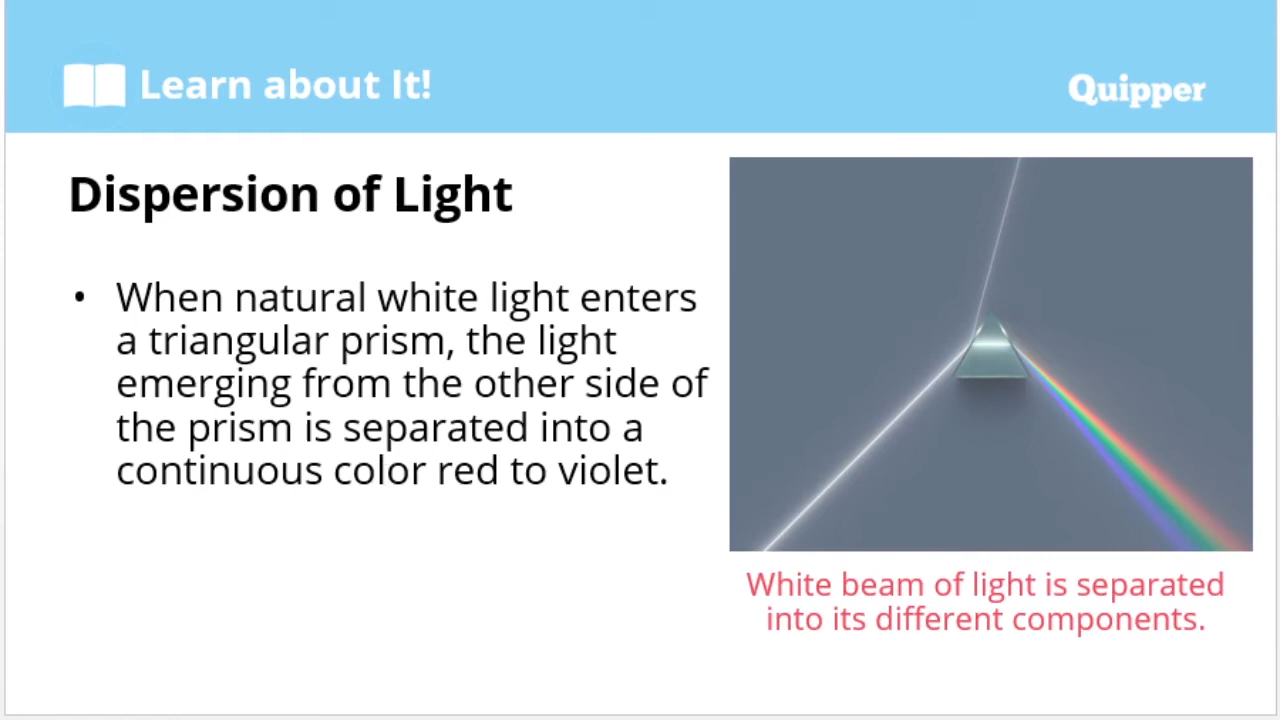 Learn about It!
Quipper
Dispersion of Light
• When natural white light enters
a triangular prism, the light
emerging from the other side of
the prism is separated into a
continuous color red to violet.
White beam of light is separated
into its different components.